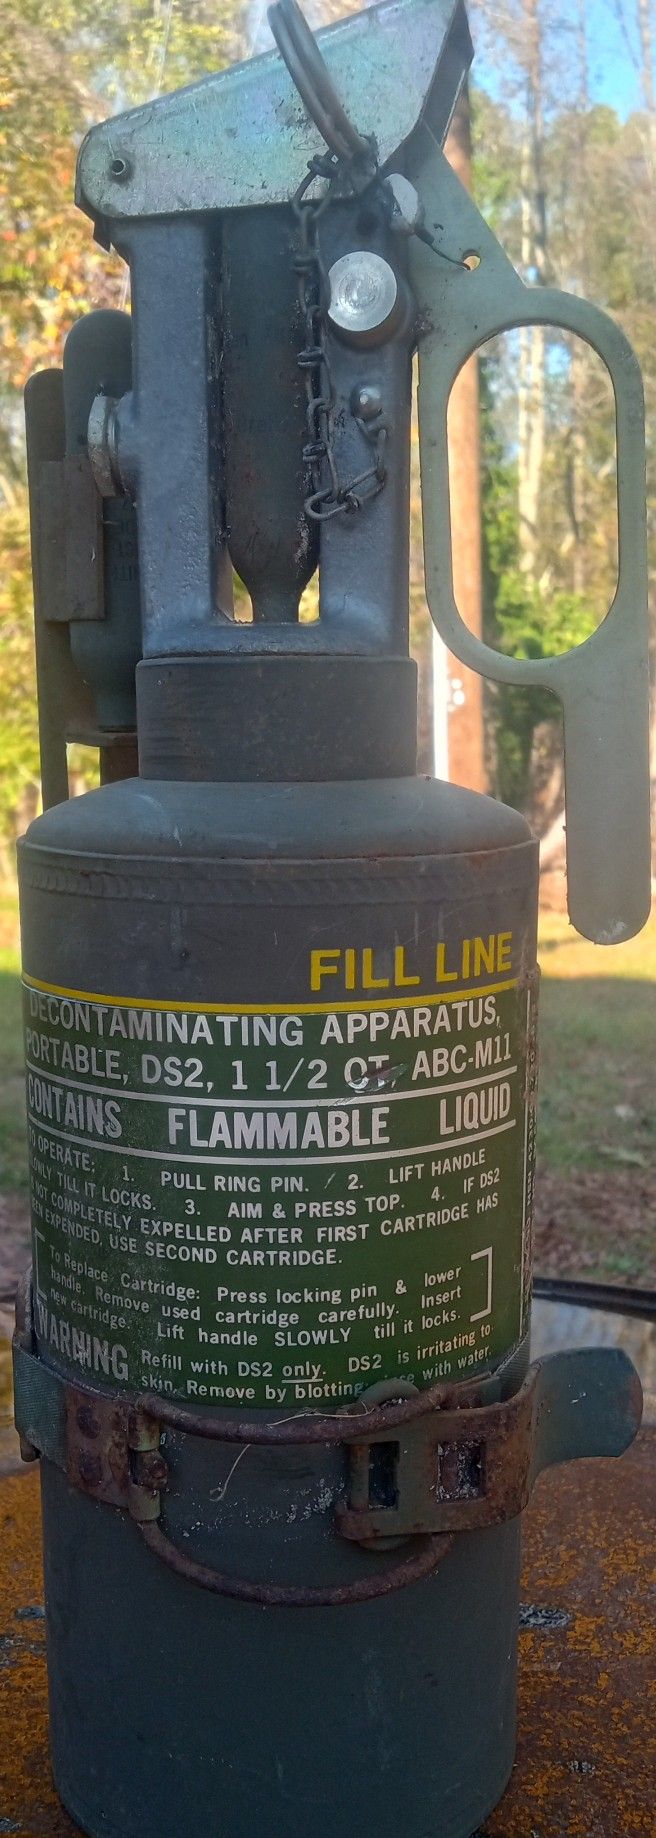 FILL LINE
DECONTAMINATING APPARATUS,
PORTABLE, DS2, 1 1/2 QT, ABC-M11
CONTAINS FLAMMABLE LIQUID
TO OPERATE: 1. PULL RING PIN. 2. LIFT HANDLE
SLOWLY TILL IT LOCKS. 3. AIM & PRESS TOP. 4. IF DS2
NOT COMPLETELY EXPELLED AFTER FIRST CARTRIDGE HAS
BEEN EXPENDED, USE SECOND CARTRIDGE.
To Replace Cartridge: Press locking pin & lower
handle. Remove used cartridge carefully. Insert
new cartridge. Lift handle SLOWLY till it locks.
WARNING Refill with DS2 only. DS2 is irritating to
skin. Remove by blotting, with water.